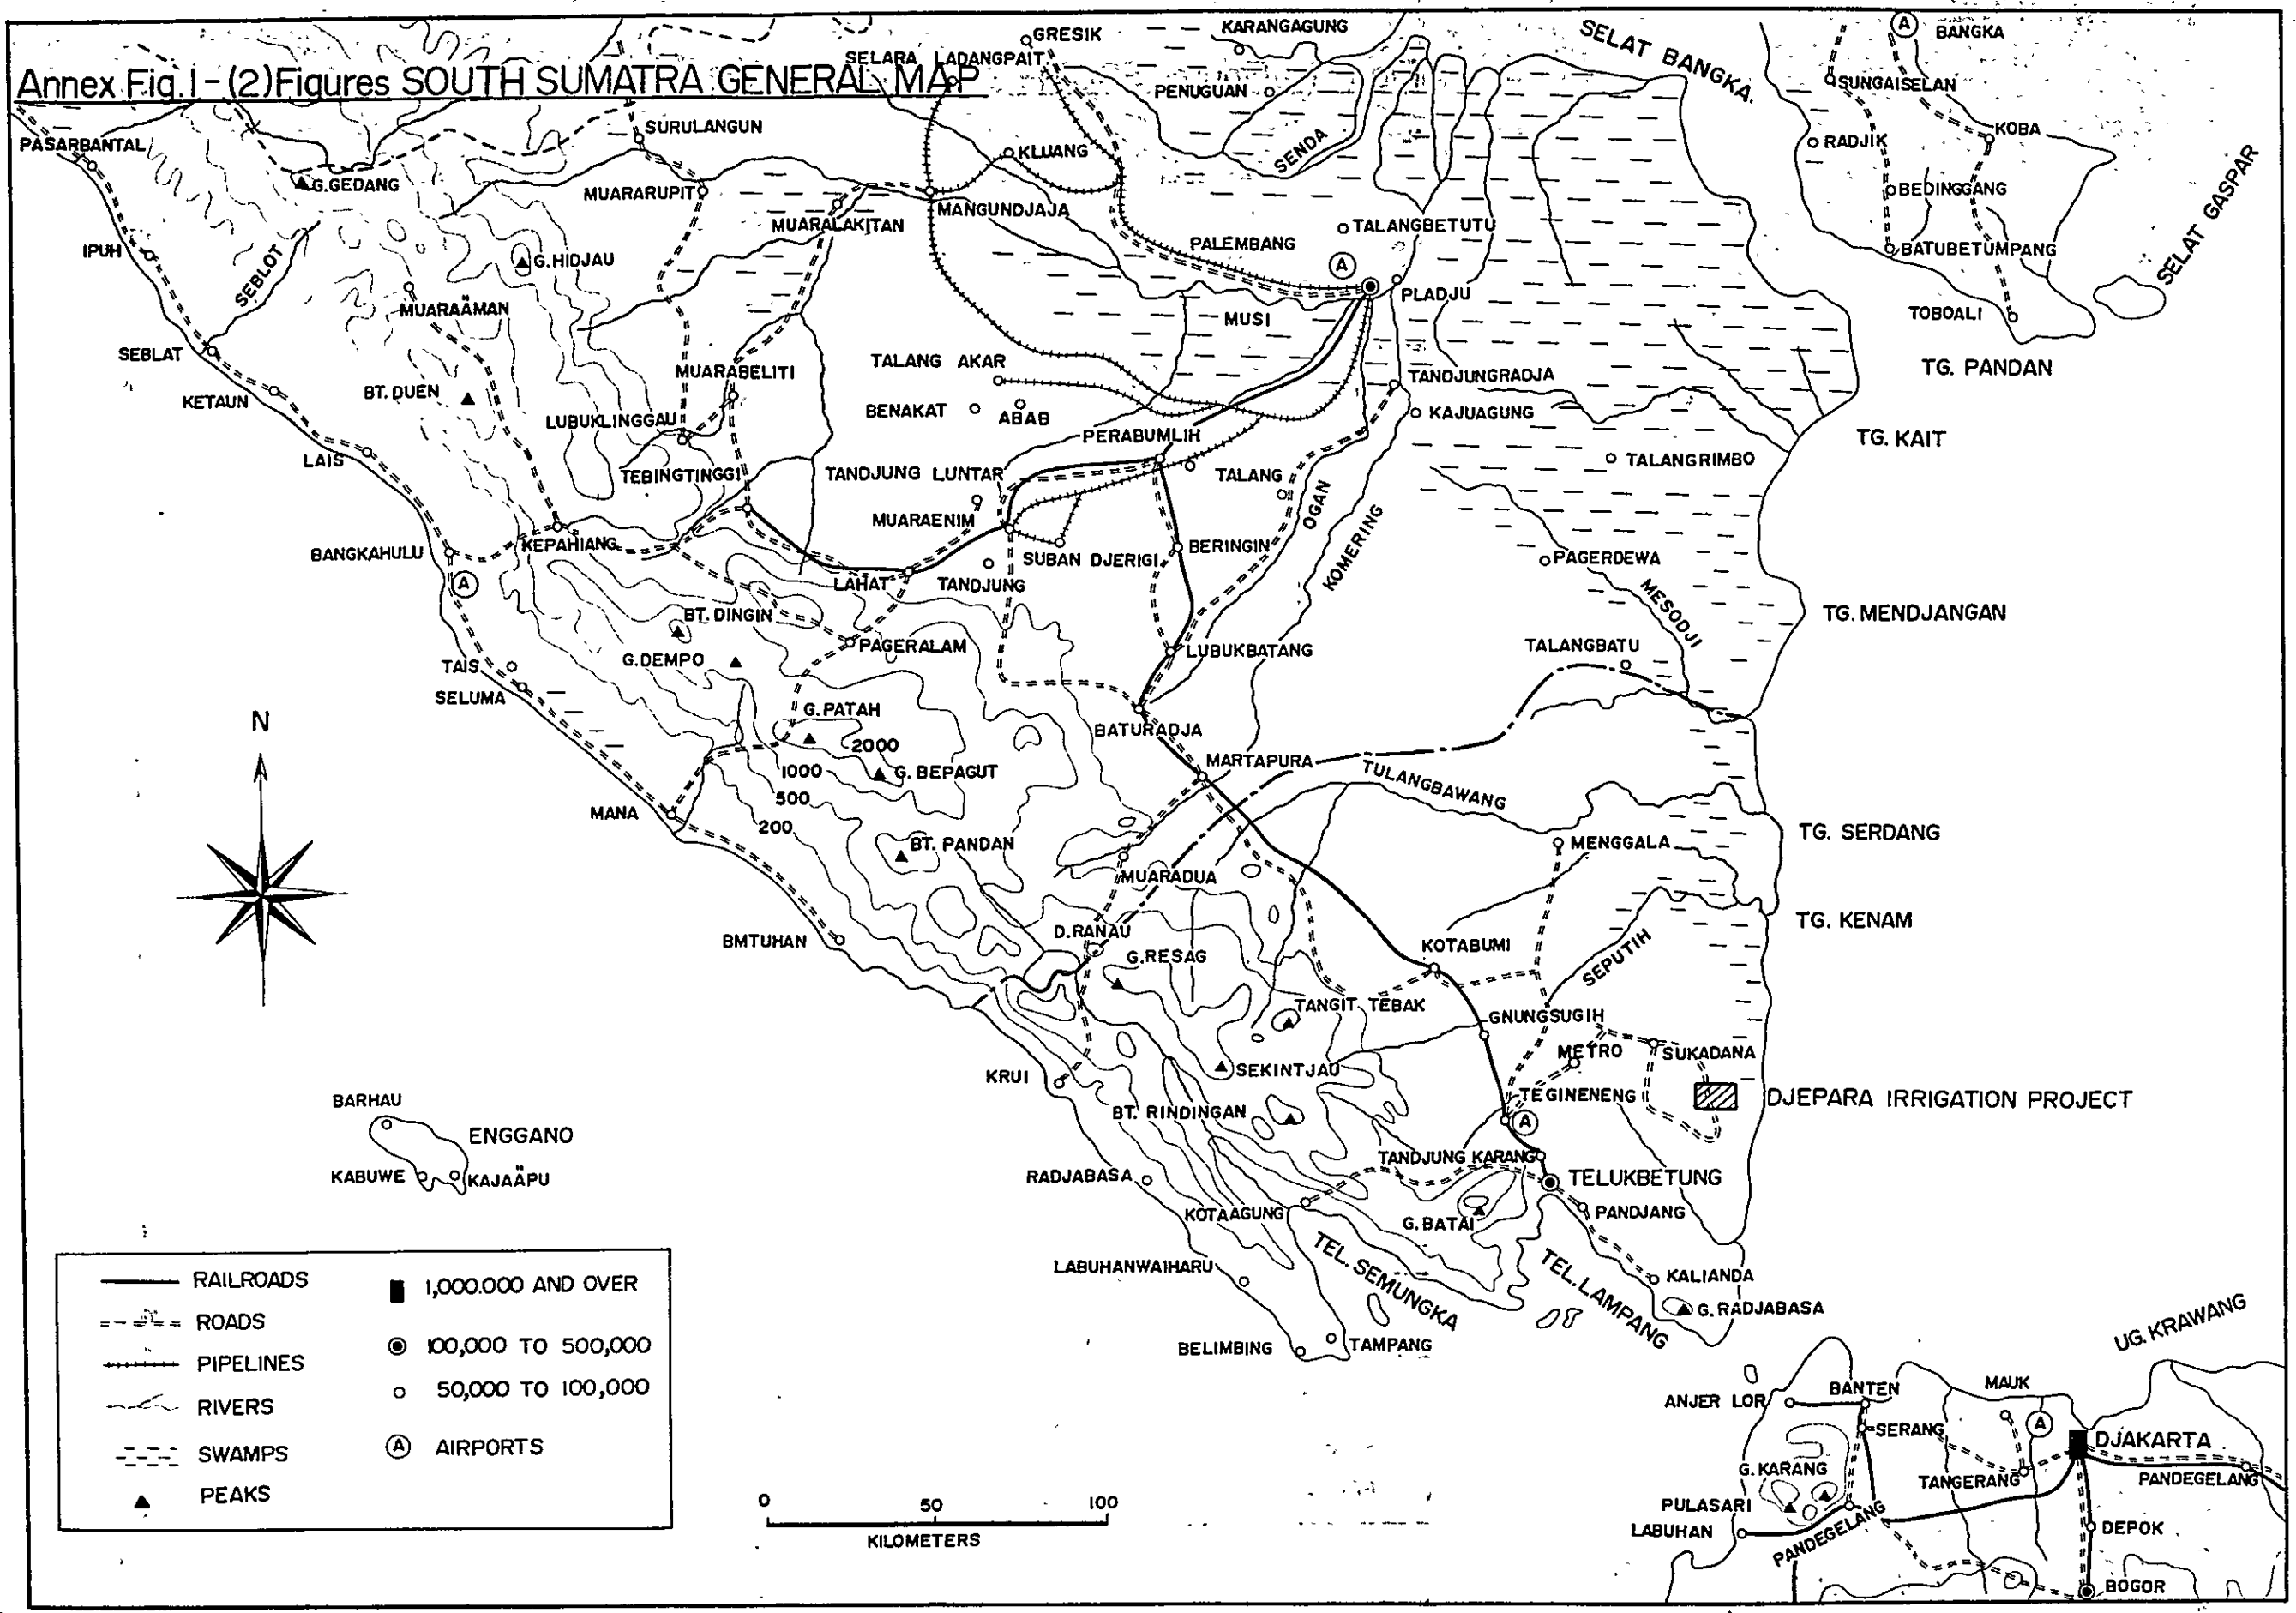 Annex Fig.1-(2)Figures SOUTH SUMATRA GENERAL MAP
GRESIK
KARANGAGUNG
SELAT BANGKA.
A
BANGKA
SELARA LADANGPAIT
PENUGUAN
SUNGAISELAN
PASARBANTAL
SURULANGUN
KLUANG
SENDA
RADJIK
KOBA
G.GEDANG
MUARARUPIT
MANGUNDJAJA
BEDINGGANG
SELAT GASPAR
IPUH
SEBLOT
G.HIDJAU
MUARALAKITAN
PALEMBANG
TALANGBETUTU
BATUBETUMPANG
A
PLADJU
MUARAÄMAN
MUSI
TOBOALI
SEBLAT
KETAUN
BT. DUEN
MUARABELITI
TALANG AKAR
TANDJUNGRADJA
TG. PANDAN
LUBUKLINGGAU
BENAKAT
ABAB
KAJUAGUNG
LAIS
PERABUMLIH
TG. KAIT
TEBINGTINGGI
TANDJUNG LUNTAR
TALANG
TALANGRIMBO
MUARAENIM
OGAN
KOMERING
BANGKAHULU
KEPAHIANG
SUBAN DJERIGI
BERINGIN
PAGERDEWA
A
LAHAT
TANDJUNG
MESODJI
TG. MENDJANGAN
BT. DINGIN
PAGERALAM
LUBUKBATANG
TALANGBATU
TAIS
G.DEMPO
SELUMA
G.PATAH
2000
BATURADJA
N
1000
G. BEPAGUT
MARTAPURA
TULANGBAWANG
500
MANA
200
BT. PANDAN
MENGGALA
TG. SERDANG
MUARADUA
BMTUHAN
D.RANAU
G.RESAG
KOTABUMI
SEPUTIH
TG. KENAM
TANGIT TEBAK
GNUNGSUGIH
METRO
SUKADANA
KRUI
SEKINTJAU
BARHAU
BT. RINDINGAN
TEGINENENG
DJEPARA IRRIGATION PROJECT
A
ENGGANO
KABUWE
KAJAÄPU
RADJABASA
TANDJUNG KARANG
TELUKBETUNG
KOTAAGUNG
G.BATAI
PANDJANG
LABUHANWAIHARU
TEL. SEMUNGKA
TEL. LAMPANG
KALIANDA
G. RADJABASA
BELIMBING
TAMPANG
UG. KRAWANG
RAILROADS
1,000.000 AND OVER
ROADS
100,000 TO 500,000
PIPELINES
50,000 TO 100,000
RIVERS
SWAMPS
A AIRPORTS
PEAKS
0 50 100
KILOMETERS
ANJER LOR
BANTEN
MAUK
SERANG
A
DJAKARTA
G. KARANG
TANGERANG
PANDEGELANG
PULASARI
LABUHAN
PANDEGELANG
DEPOK
BOGOR